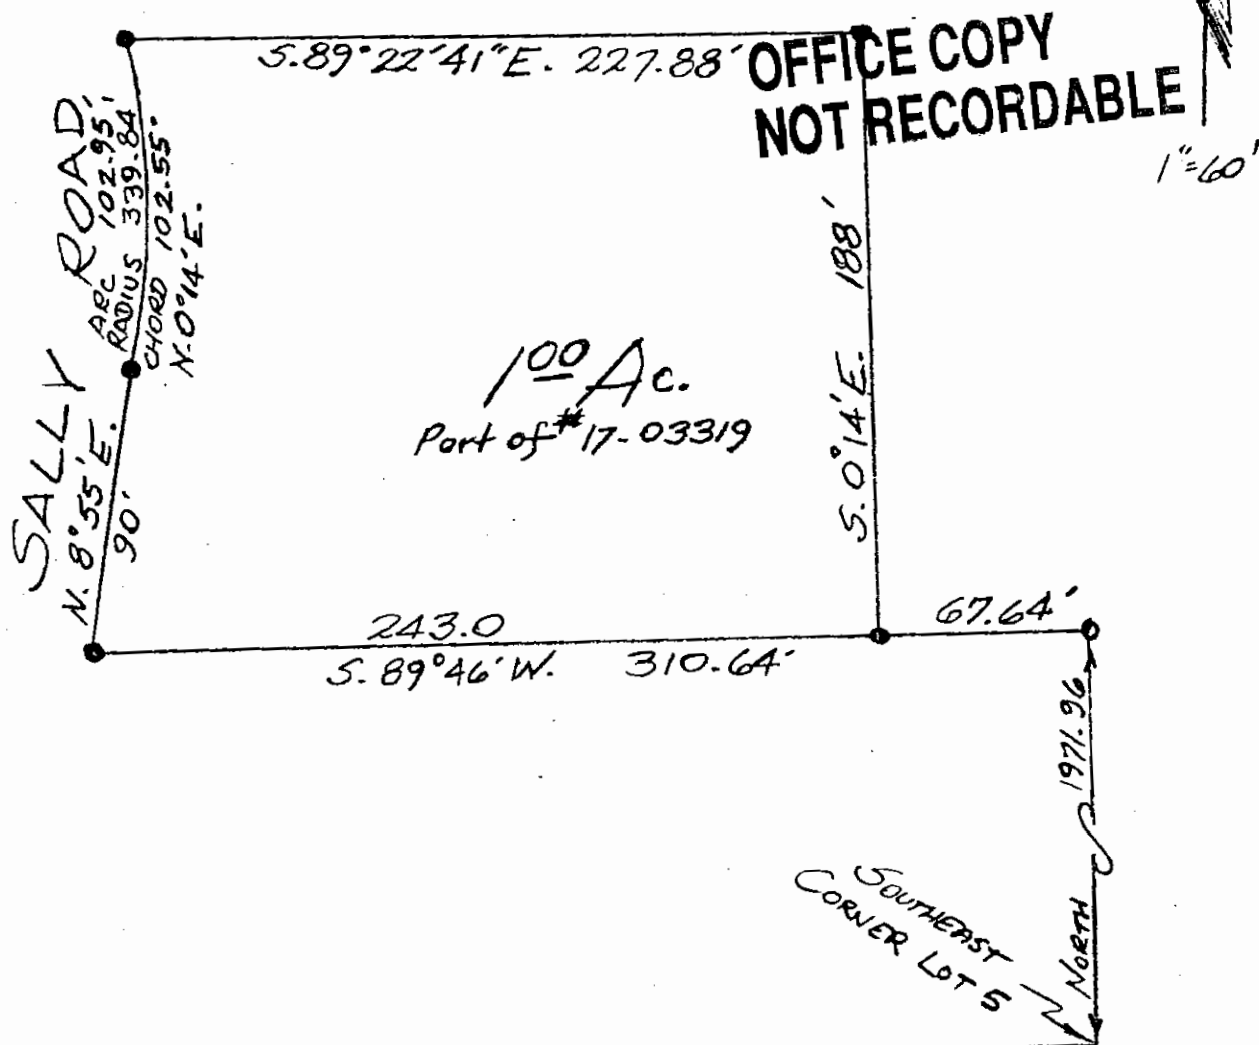 S.89°22'41"E. 227.88'
OFFICE COPY
NOT RECORDABLE
1"=60'
SALLY ROAD
ARC 102.95'
RADIUS 339.84
CHORD 102.55'
N.0°14'E.
N.8°55'E.
90'
1 00 Ac.
Part of #17-03319
S.0°14'E. 188'
243.0
67.64'
S.89°46'W. 310.64'
NORTH 1971.96
SOUTHEAST
CORNER LOT 5